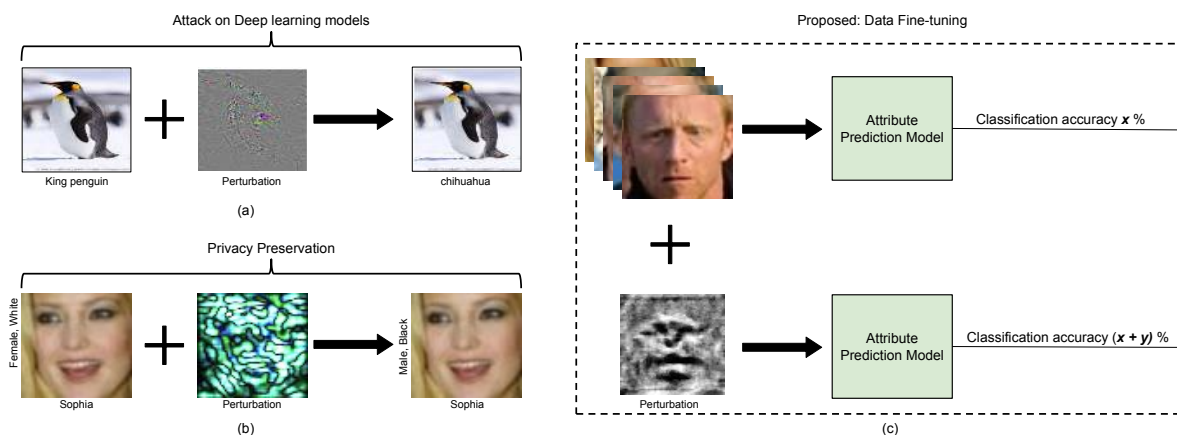 Attack on Deep learning models
King penguin
Perturbation
chihuahua
(a)
Privacy Preservation
Female, White
Male, Black
Sophia
Perturbation
Sophia
(b)
Proposed: Data Fine-tuning
Attribute
Prediction Model
Classification accuracy x %
Attribute
Prediction Model
Classification accuracy (x + y) %
Perturbation
(c)